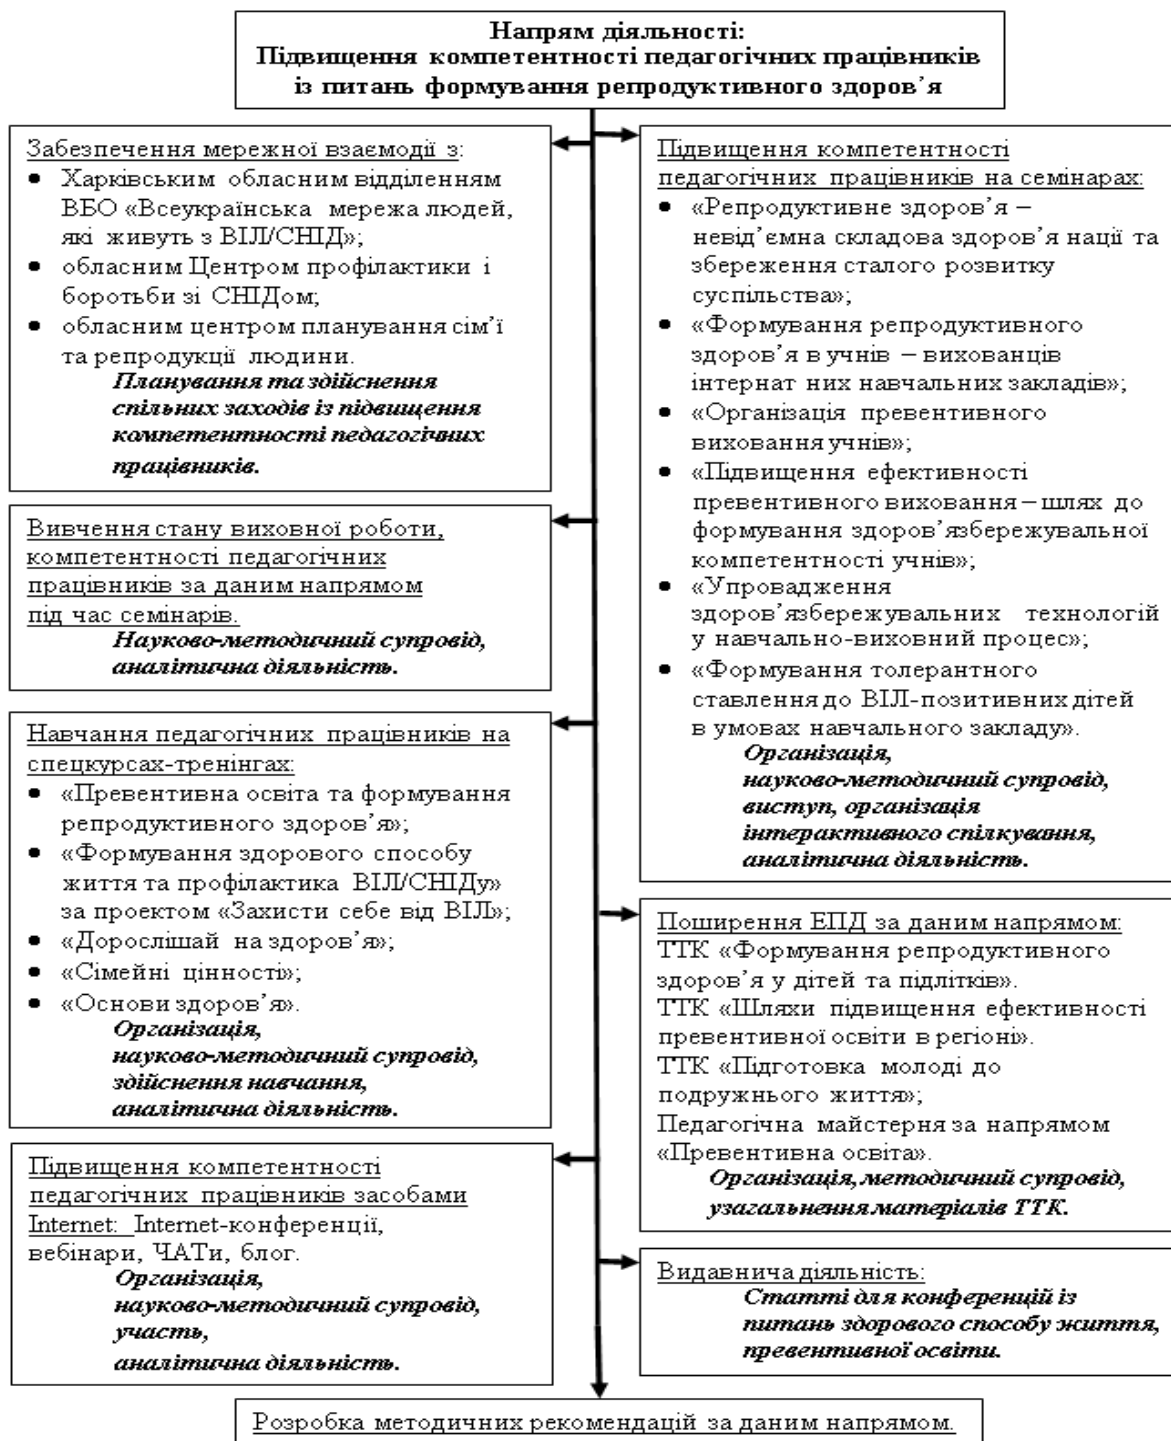 Напрям діяльності:
Підвищення компетентності педагогічних працівників
із питань формування репродуктивного здоров’я
Забезпечення мережної взаємодії з:
● Харківським обласним відділенням
ВБО «Всеукраїнська мережа людей,
які живуть з ВІЛ/СНІД»;
● обласним Центром профілактики і
боротьби зі СНІДом;
● обласним центром планування сім’ї
та репродукції людини.
Планування та здійснення
спільних заходів із підвищення
компетентності педагогічних
працівників.
Вивчення стану виховної роботи,
компетентності педагогічних
працівників за даним напрямом
під час семінарів.
Науково-методичний супровід,
аналітична діяльність.
Навчання педагогічних працівників на
спецкурсах-тренінгах:
● «Превентивна освіта та формування
репродуктивного здоров’я»;
● «Формування здорового способу
життя та профілактика ВІЛ/СНІДу»
за проектом «Захисти себе від ВІЛ»;
● «Дорослішай на здоров’я»;
● «Сімейні цінності»;
● «Основи здоров’я».
Організація,
науково-методичний супровід,
здійснення навчання,
аналітична діяльність.
Підвищення компетентності
педагогічних працівників засобами
Internet: Internet-конференції,
вебінари, ЧАТи, блог.
Організація,
науково-методичний супровід,
участь,
аналітична діяльність.
Підвищення компетентності
педагогічних працівників на семінарах:
● «Репродуктивне здоров’я –
невід’ємна складова здоров’я нації та
збереження сталого розвитку
суспільства»;
● «Формування репродуктивного
здоров’я в учнів – вихованців
інтернат них навчальних закладів»;
● «Організація превентивного
виховання учнів»;
● «Підвищення ефективності
превентивного виховання – шлях до
формування здоров’язбережувальної
компетентності учнів»;
● «Упровадження
здоров’язбережувальних технологій
у навчально-виховний процес»;
● «Формування толерантного
ставлення до ВІЛ-позитивних дітей
в умовах навчального закладу».
Організація,
науково-методичний супровід,
виступ, організація
інтерактивного спілкування,
аналітична діяльність.
Поширення ЕПД за даним напрямом:
ТТК «Формування репродуктивного
здоров’я у дітей та підлітків».
ТТК «Шляхи підвищення ефективності
превентивної освіти в регіоні».
ТТК «Підготовка молоді до
подружнього життя»;
Педагогічна майстерня за напрямом
«Превентивна освіта».
Організація, методичний супровід,
узагальнення матеріалів ТТК.
Видавнича діяльність:
Статті для конференцій із
питань здорового способу життя,
превентивної освіти.
Розробка методичних рекомендацій за даним напрямом.